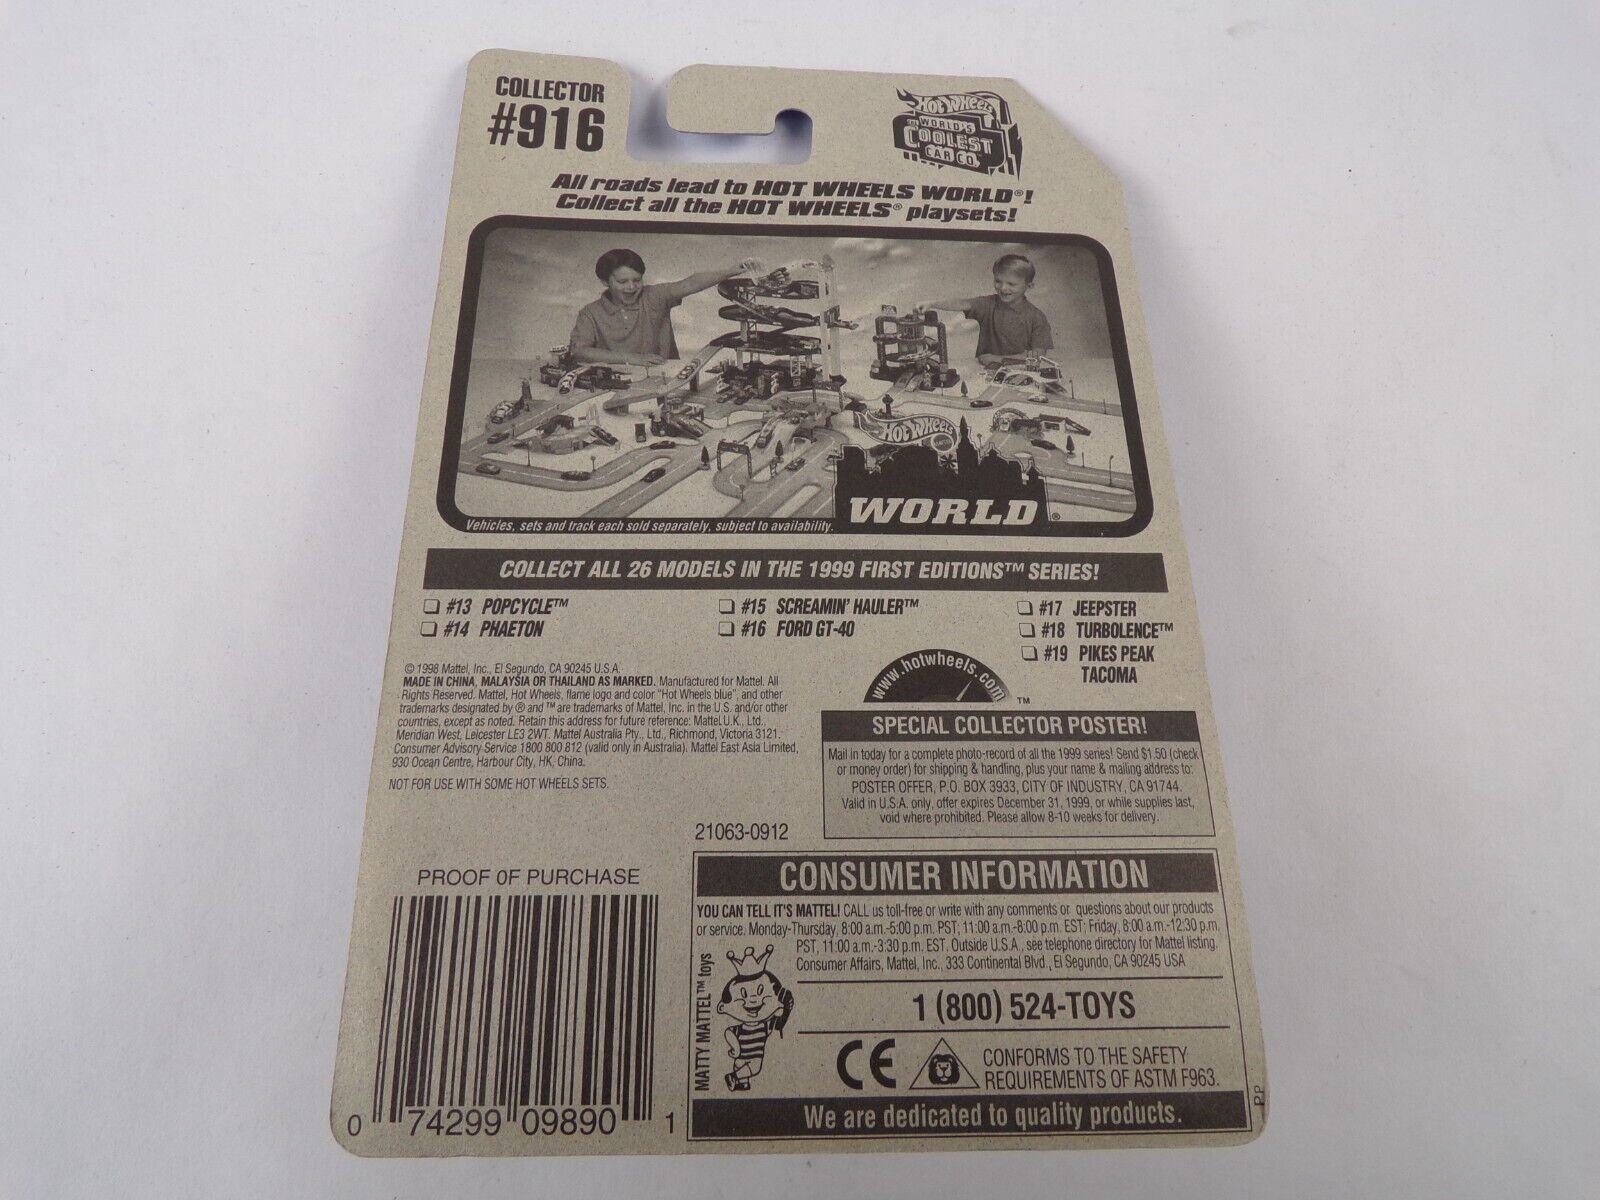 COLLECTOR
#916
HOT WHEELS
THE WORLD'S
COOLEST
CAR CO.
All roads lead to HOT WHEELS WORLD®!
Collect all the HOT WHEELS® playsets!
HOT WHEELS
WORLD®
Vehicles, sets and track each sold separately, subject to availability.
COLLECT ALL 26 MODELS IN THE 1999 FIRST EDITIONS™ SERIES!
#13 POPCYCLE™
#14 PHAETON
#15 SCREAMIN' HAULER™
#16 FORD GT-40
#17 JEEPSTER
#18 TURBOLENCE™
#19 PIKES PEAK
TACOMA
© 1998 Mattel, Inc., El Segundo, CA 90245 U.S.A.
MADE IN CHINA, MALAYSIA OR THAILAND AS MARKED. Manufactured for Mattel. All
Rights Reserved. Mattel, Hot Wheels, flame logo and color "Hot Wheels blue", and other
trademarks designated by ® and ™ are trademarks of Mattel, Inc. in the U.S. and/or other
countries, except as noted. Retain this address for future reference: Mattel U.K., Ltd.,
Meridian West, Leicester LE3 2WT. Mattel Australia Pty., Ltd., Richmond, Victoria 3121.
Consumer Advisory Service 1800 800 812 (valid only in Australia). Mattel East Asia Limited,
930 Ocean Centre, Harbour City, HK, China.
NOT FOR USE WITH SOME HOT WHEELS SETS.
www.hotwheels.com ™
SPECIAL COLLECTOR POSTER!
Mail in today for a complete photo-record of all the 1999 series! Send $1.50 (check
or money order) for shipping & handling, plus your name & mailing address to:
POSTER OFFER, P.O. BOX 3933, CITY OF INDUSTRY, CA 91744.
Valid in U.S.A. only, offer expires December 31, 1999, or while supplies last,
void where prohibited. Please allow 8-10 weeks for delivery.
21063-0912
PROOF OF PURCHASE
0 74299 09890 1
CONSUMER INFORMATION
YOU CAN TELL IT'S MATTEL! CALL us toll-free or write with any comments or questions about our products
or service. Monday-Thursday, 8:00 a.m.-5:00 p.m. PST; 11:00 a.m.-8:00 p.m. EST; Friday, 8:00 a.m.-12:30 p.m.
PST, 11:00 a.m.-3:30 p.m. EST. Outside U.S.A., see telephone directory for Mattel listing.
Consumer Affairs, Mattel, Inc., 333 Continental Blvd., El Segundo, CA 90245 USA
MATTY MATTEL™ toys
1 (800) 524-TOYS
CE
CONFORMS TO THE SAFETY
REQUIREMENTS OF ASTM F963.
We are dedicated to quality products.
PP